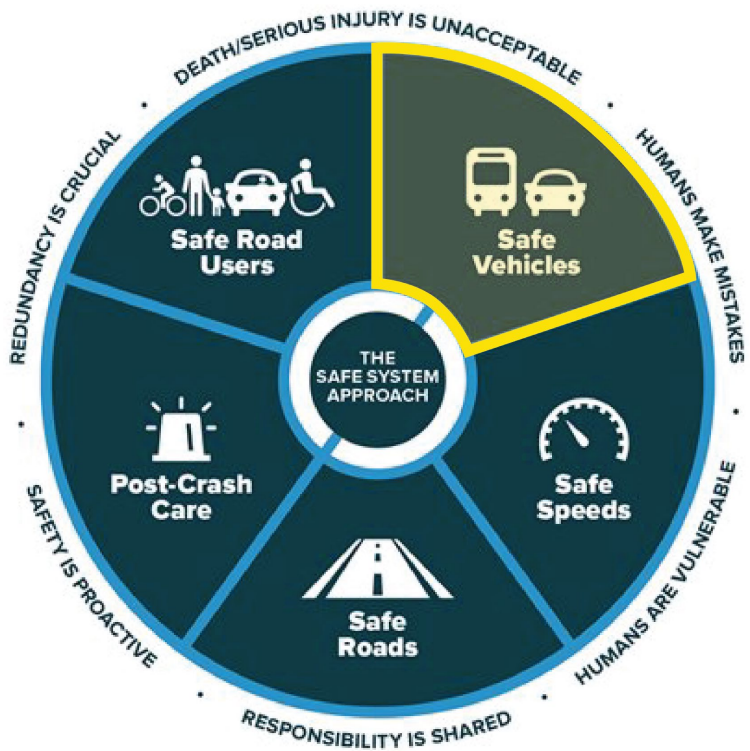 DEATH/SERIOUS INJURY IS UNACCEPTABLE
HUMANS MAKE MISTAKES
HUMANS ARE VULNERABLE
RESPONSIBILITY IS SHARED
SAFETY IS PROACTIVE
REDUNDANCY IS CRUCIAL
Safe Road
Users
Safe
Vehicles
Safe
Speeds
Safe
Roads
Post-Crash
Care
THE
SAFE SYSTEM
APPROACH